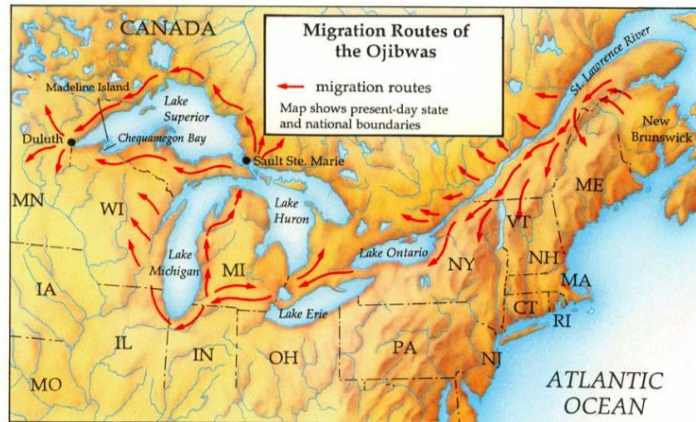 CANADA
Migration Routes of
the Ojibwas
migration routes
Map shows present-day state
and national boundaries
St. Lawrence River
Madeline Island
Lake
Superior
Duluth
Chequamegon Bay
Sault Ste. Marie
New
Brunswick
MN
WI
Lake
Huron
ME
VT
Lake Ontario
Lake
Michigan
MI
NY
NH
IA
MA
Lake Erie
CT
RI
IL
IN
OH
PA
NJ
MO
ATLANTIC
OCEAN